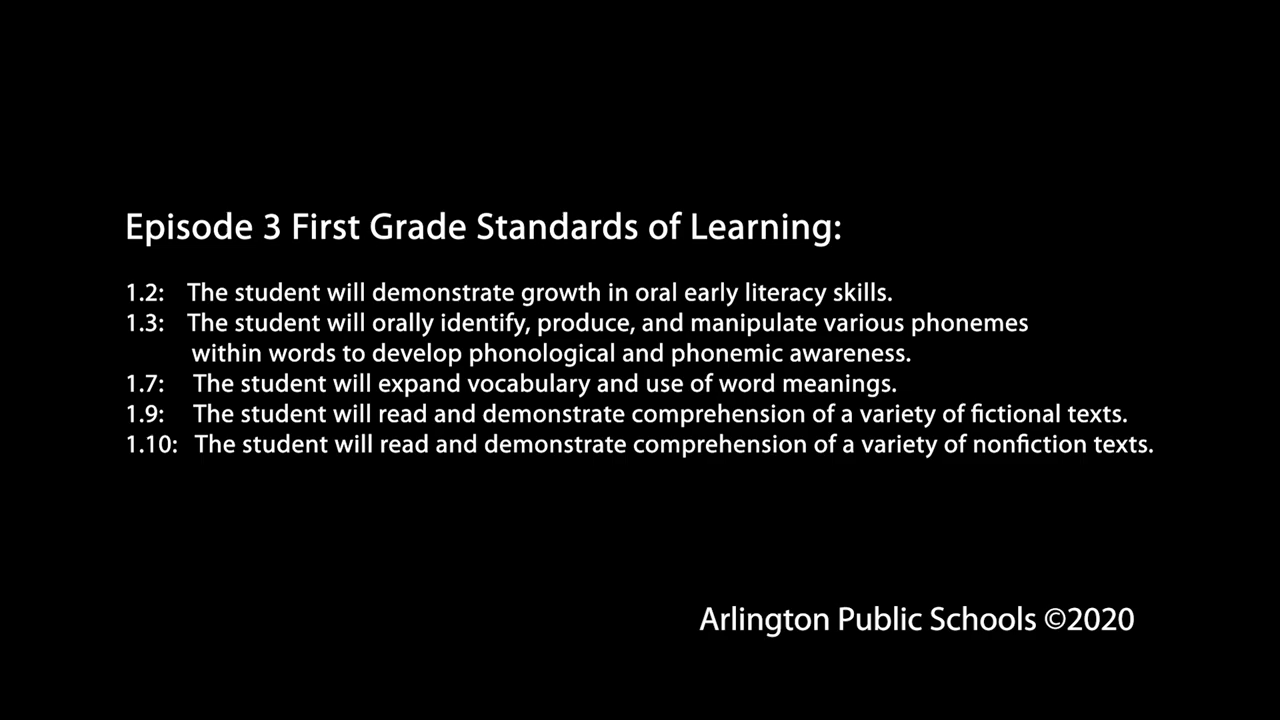 Episode 3 First Grade Standards of Learning:
1.2: The student will demonstrate growth in oral early literacy skills.
1.3: The student will orally identify, produce, and manipulate various phonemes
within words to develop phonological and phonemic awareness.
1.7: The student will expand vocabulary and use of word meanings.
1.9: The student will read and demonstrate comprehension of a variety of fictional texts.
1.10: The student will read and demonstrate comprehension of a variety of nonfiction texts.
Arlington Public Schools ©2020